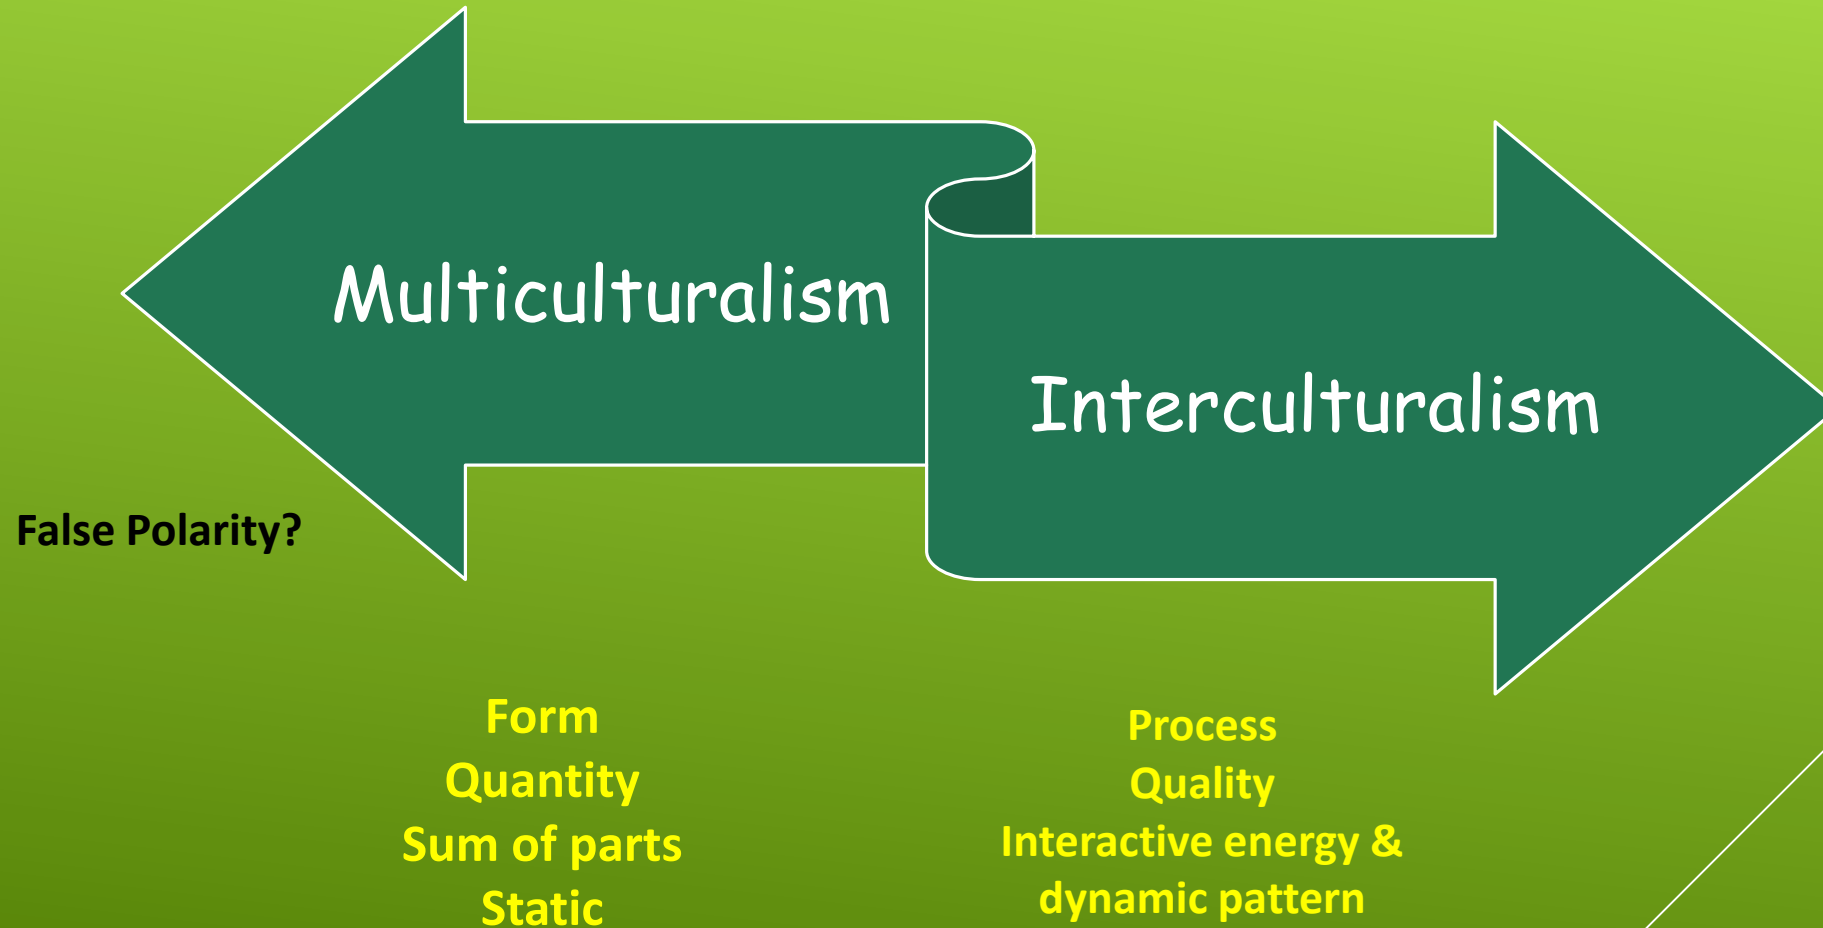 Multiculturalism
Interculturalism
False Polarity?
Form
Quantity
Sum of parts
Static
Process
Quality
Interactive energy &
dynamic pattern